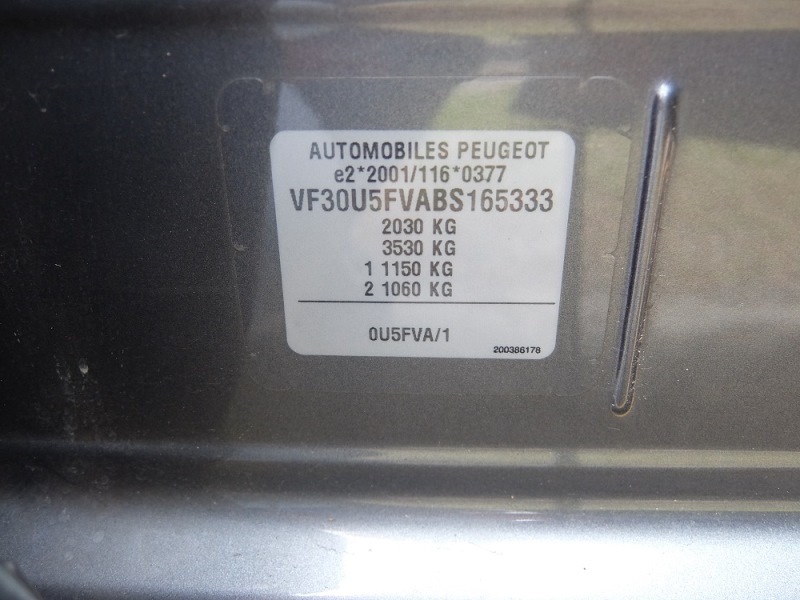 AUTOMOBILES PEUGEOT
e2*2001/116*0377
VF30U5FVABS165333
2030 KG
3530 KG
1 1150 KG
2 1060 KG
0U5FVA/1
200386178